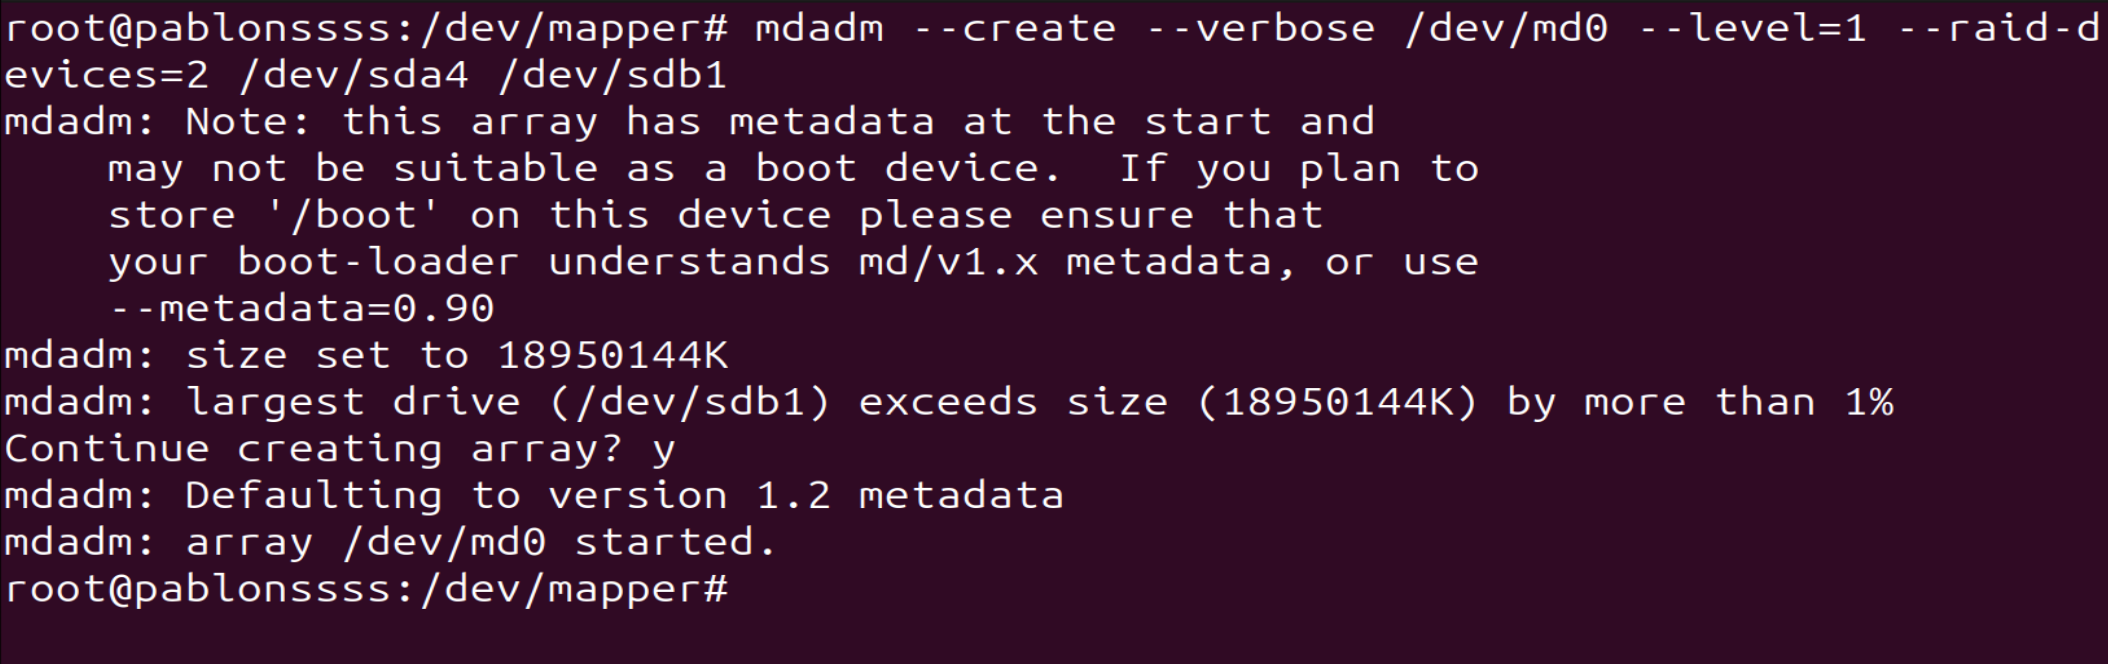 root@pablonssss:/dev/mapper# mdadm --create --verbose /dev/md0 --level=1 --raid-d
evices=2 /dev/sda4 /dev/sdb1
mdadm: Note: this array has metadata at the start and
    may not be suitable as a boot device.  If you plan to
    store '/boot' on this device please ensure that
    your boot-loader understands md/v1.x metadata, or use
    --metadata=0.90
mdadm: size set to 18950144K
mdadm: largest drive (/dev/sdb1) exceeds size (18950144K) by more than 1%
Continue creating array? y
mdadm: Defaulting to version 1.2 metadata
mdadm: array /dev/md0 started.
root@pablonssss:/dev/mapper#